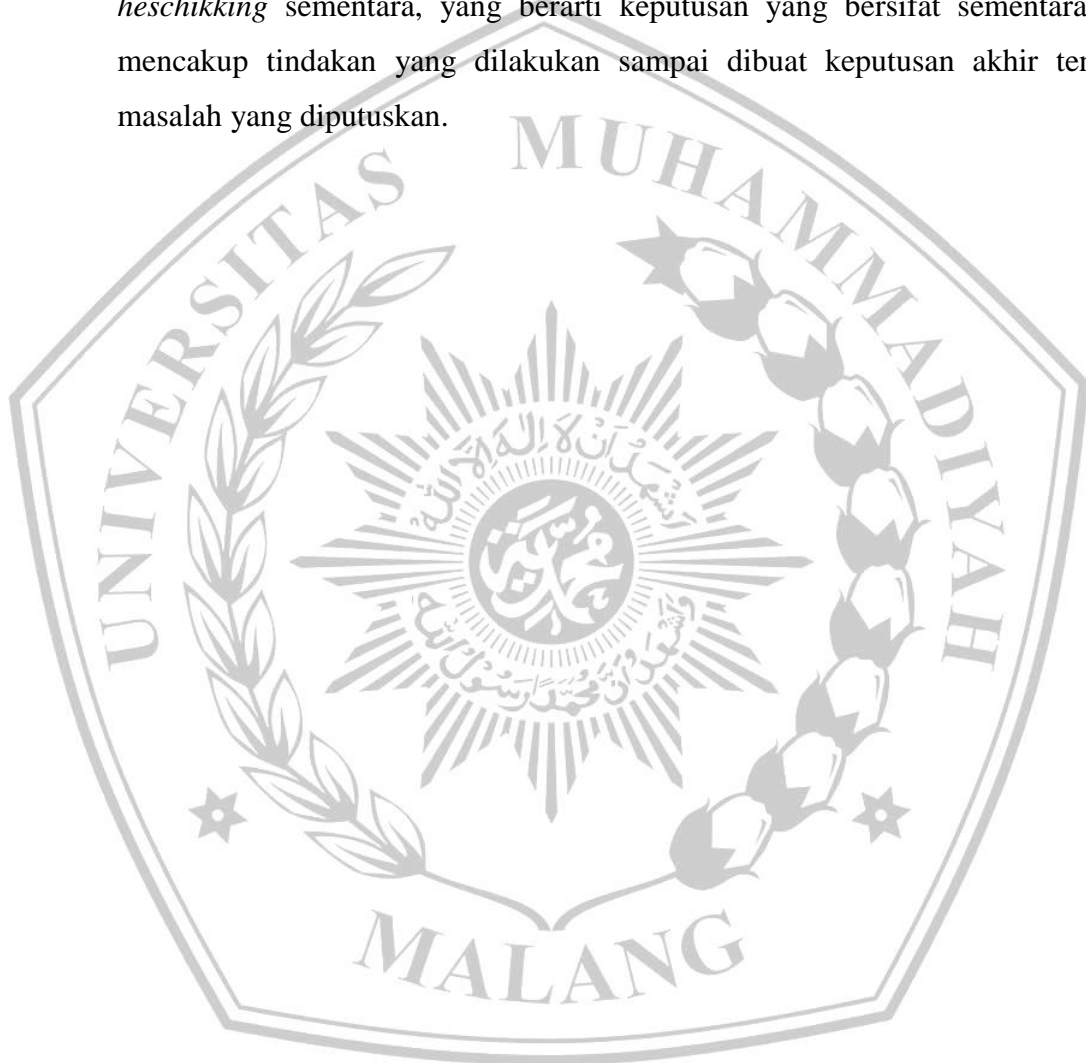 heschikking sementara, yang berarti keputusan yang bersifat sementara
mencakup tindakan yang dilakukan sampai dibuat keputusan akhir ten
masalah yang diputuskan.
UNIVERSITAS MUHAMMADIYAH
MALANG